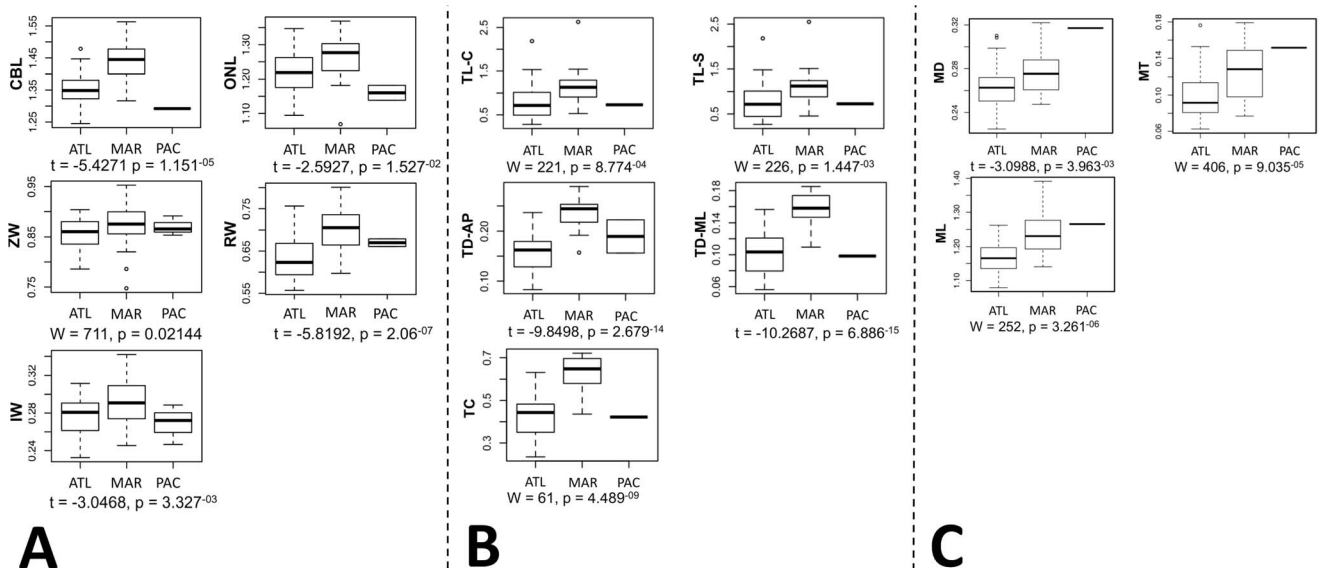 CBL
1.55
1.45
1.35
1.25
ATL MAR PAC
t = -5.4271 p = 1.151-05
ONL
1.30
1.20
1.10
ATL MAR PAC
t = -2.5927, p = 1.527-02
ZW
0.95
0.85
0.75
ATL MAR PAC
W = 711, p = 0.02144
RW
0.75
0.65
0.55
ATL MAR PAC
t = -5.8192, p = 2.06-07
IW
0.32
0.28
0.24
ATL MAR PAC
t = -3.0468, p = 3.327-03
A
TL-C
2.5
1.5
0.5
ATL MAR PAC
W = 221, p = 8.774-04
TL-S
2.5
1.5
0.5
ATL MAR PAC
W = 226, p = 1.447-03
TD-AP
0.20
0.10
ATL MAR PAC
t = -9.8498, p = 2.679-14
TD-ML
0.18
0.14
0.10
0.06
ATL MAR PAC
t = -10.2687, p = 6.886-15
TC
0.7
0.5
0.3
ATL MAR PAC
W = 61, p = 4.489-09
B
MD
0.32
0.28
0.24
ATL MAR PAC
t = -3.0988, p = 3.963-03
MT
0.18
0.14
0.10
0.06
ATL MAR PAC
W = 406, p = 9.035-05
ML
1.40
1.30
1.20
1.10
ATL MAR PAC
W = 252, p = 3.261-06
C